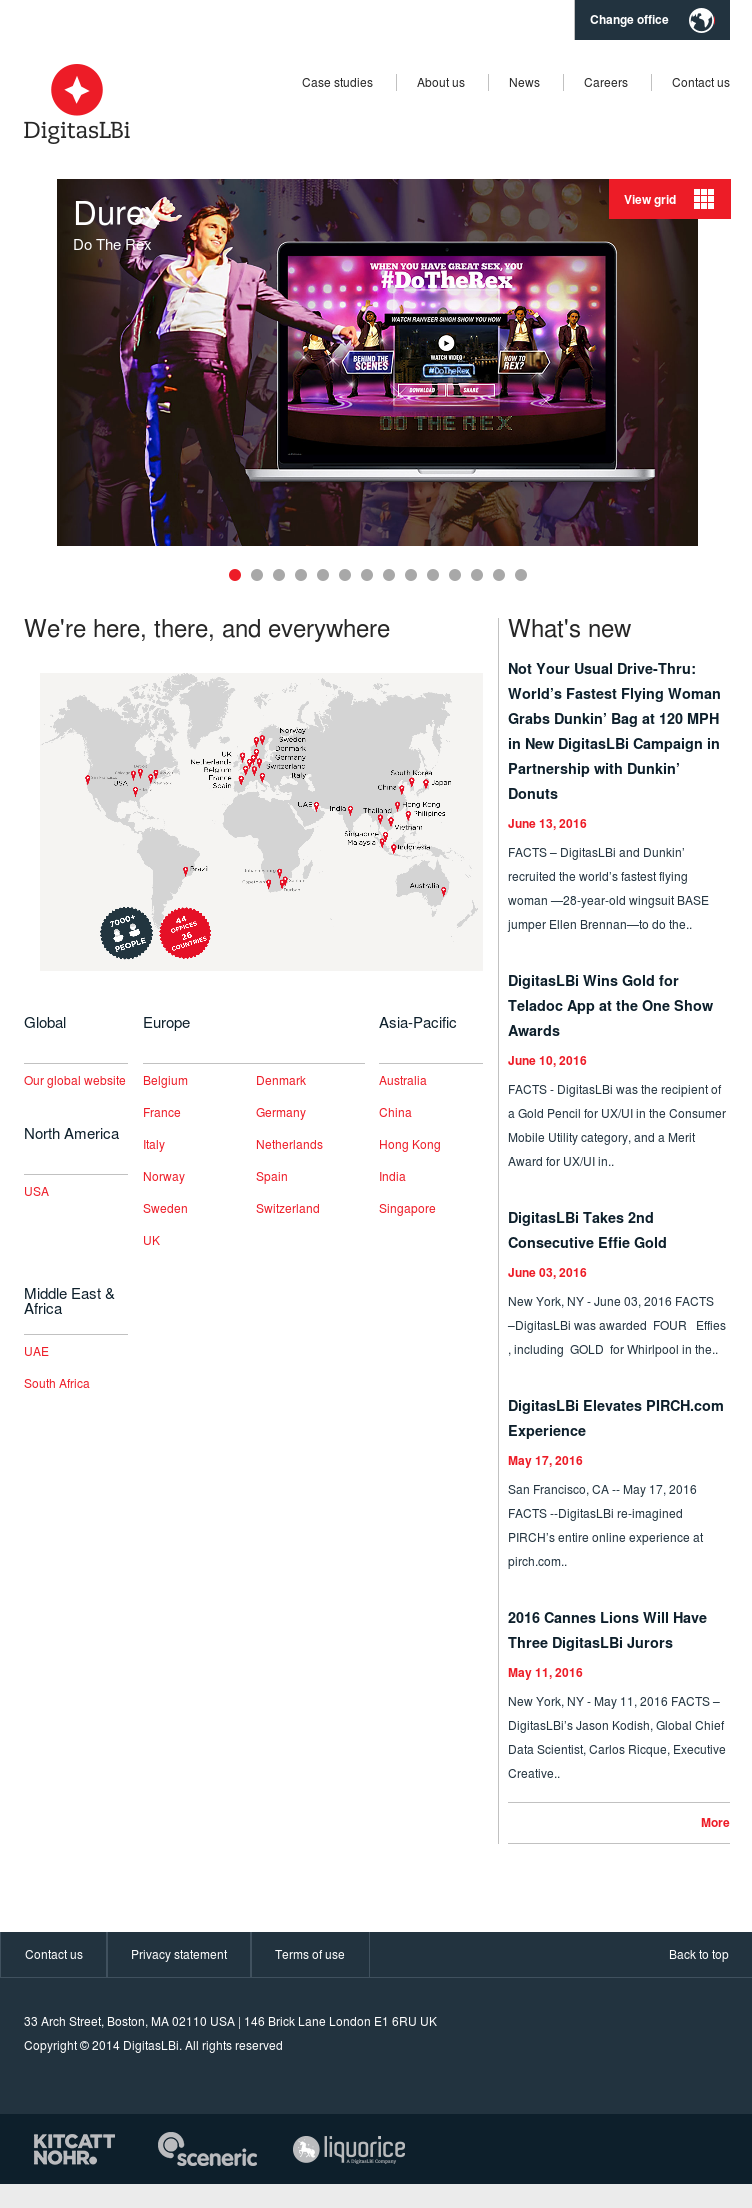 Change office
Case studies
About us
News
Careers
Contact us
DigitasLBi
View grid
Durex
Do The Rex
WHEN YOU HAVE GREAT SEX, YOU
#DoTheRex
WATCH RANVEER SINGH SHOW YOU HOW
BEHIND THE SCENES
WATCH VIDEO
#DoTheRex
HOW TO REX?
DOWNLOAD
SHARE
DO THE REX
We're here, there, and everywhere
Norway
Sweden
Denmark
Germany
Switzerland
Italy
UK
Netherlands
Belgium
France
Spain
USA
UAE
India
South Korea
China
Japan
Hong Kong
Thailand
Philipines
Vietnam
Singapore
Malaysia
Indonesia
Brazil
Australia
7000+
PEOPLE
44
OFFICES
26
COUNTRIES
Global
Our global website
North America
USA
Middle East &
Africa
UAE
South Africa
Europe
Belgium
Denmark
France
Germany
Italy
Netherlands
Norway
Spain
Sweden
Switzerland
UK
Asia-Pacific
Australia
China
Hong Kong
India
Singapore
What's new
Not Your Usual Drive-Thru:
World’s Fastest Flying Woman
Grabs Dunkin’ Bag at 120 MPH
in New DigitasLBi Campaign in
Partnership with Dunkin’
Donuts
June 13, 2016
FACTS – DigitasLBi and Dunkin’
recruited the world’s fastest flying
woman —28-year-old wingsuit BASE
jumper Ellen Brennan—to do the..
DigitasLBi Wins Gold for
Teladoc App at the One Show
Awards
June 10, 2016
FACTS - DigitasLBi was the recipient of
a Gold Pencil for UX/UI in the Consumer
Mobile Utility category, and a Merit
Award for UX/UI in..
DigitasLBi Takes 2nd
Consecutive Effie Gold
June 03, 2016
New York, NY - June 03, 2016 FACTS
–DigitasLBi was awarded FOUR Effies
, including GOLD for Whirlpool in the..
DigitasLBi Elevates PIRCH.com
Experience
May 17, 2016
San Francisco, CA -- May 17, 2016
FACTS --DigitasLBi re-imagined
PIRCH’s entire online experience at
pirch.com..
2016 Cannes Lions Will Have
Three DigitasLBi Jurors
May 11, 2016
New York, NY - May 11, 2016 FACTS –
DigitasLBi’s Jason Kodish, Global Chief
Data Scientist, Carlos Ricque, Executive
Creative..
More
Contact us
Privacy statement
Terms of use
Back to top
33 Arch Street, Boston, MA 02110 USA | 146 Brick Lane London E1 6RU UK
Copyright © 2014 DigitasLBi. All rights reserved
KITCATT
NOHR
sceneric
liquorice
A DigitasLBi Company